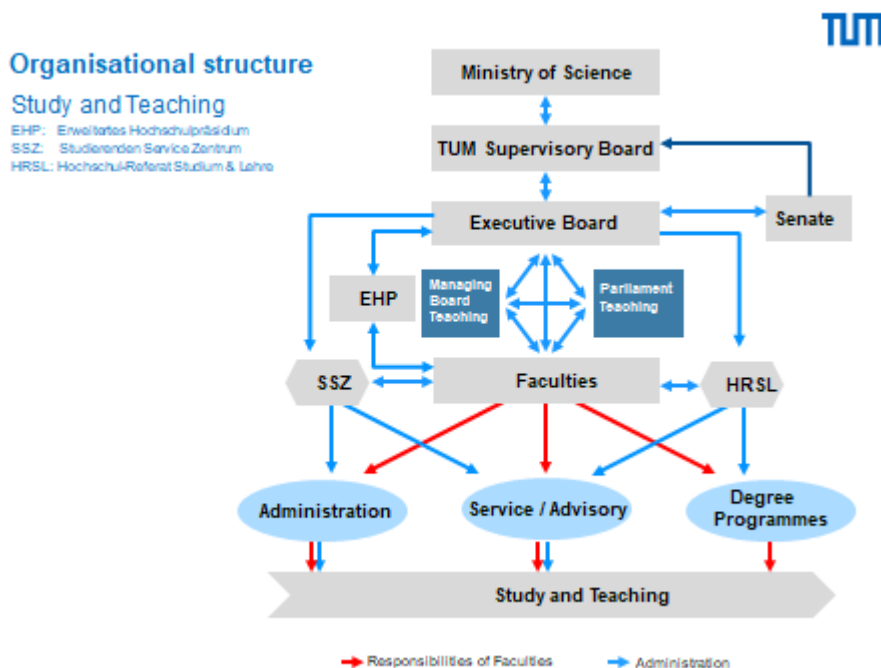 TUM
Organisational structure
Study and Teaching
EHP: Erweitertes Hochschulpräsidium
SSZ: Studierenden Service Zentrum
HRSL: Hochschul-Referat Studium & Lehre
Ministry of Science
TUM Supervisory Board
Executive Board
Senate
EHP
Managing
Board
Teaching
Parliament
Teaching
SSZ
Faculties
HRSL
Administration
Service / Advisory
Degree
Programmes
Study and Teaching
Responsibilities of Faculties
Administration